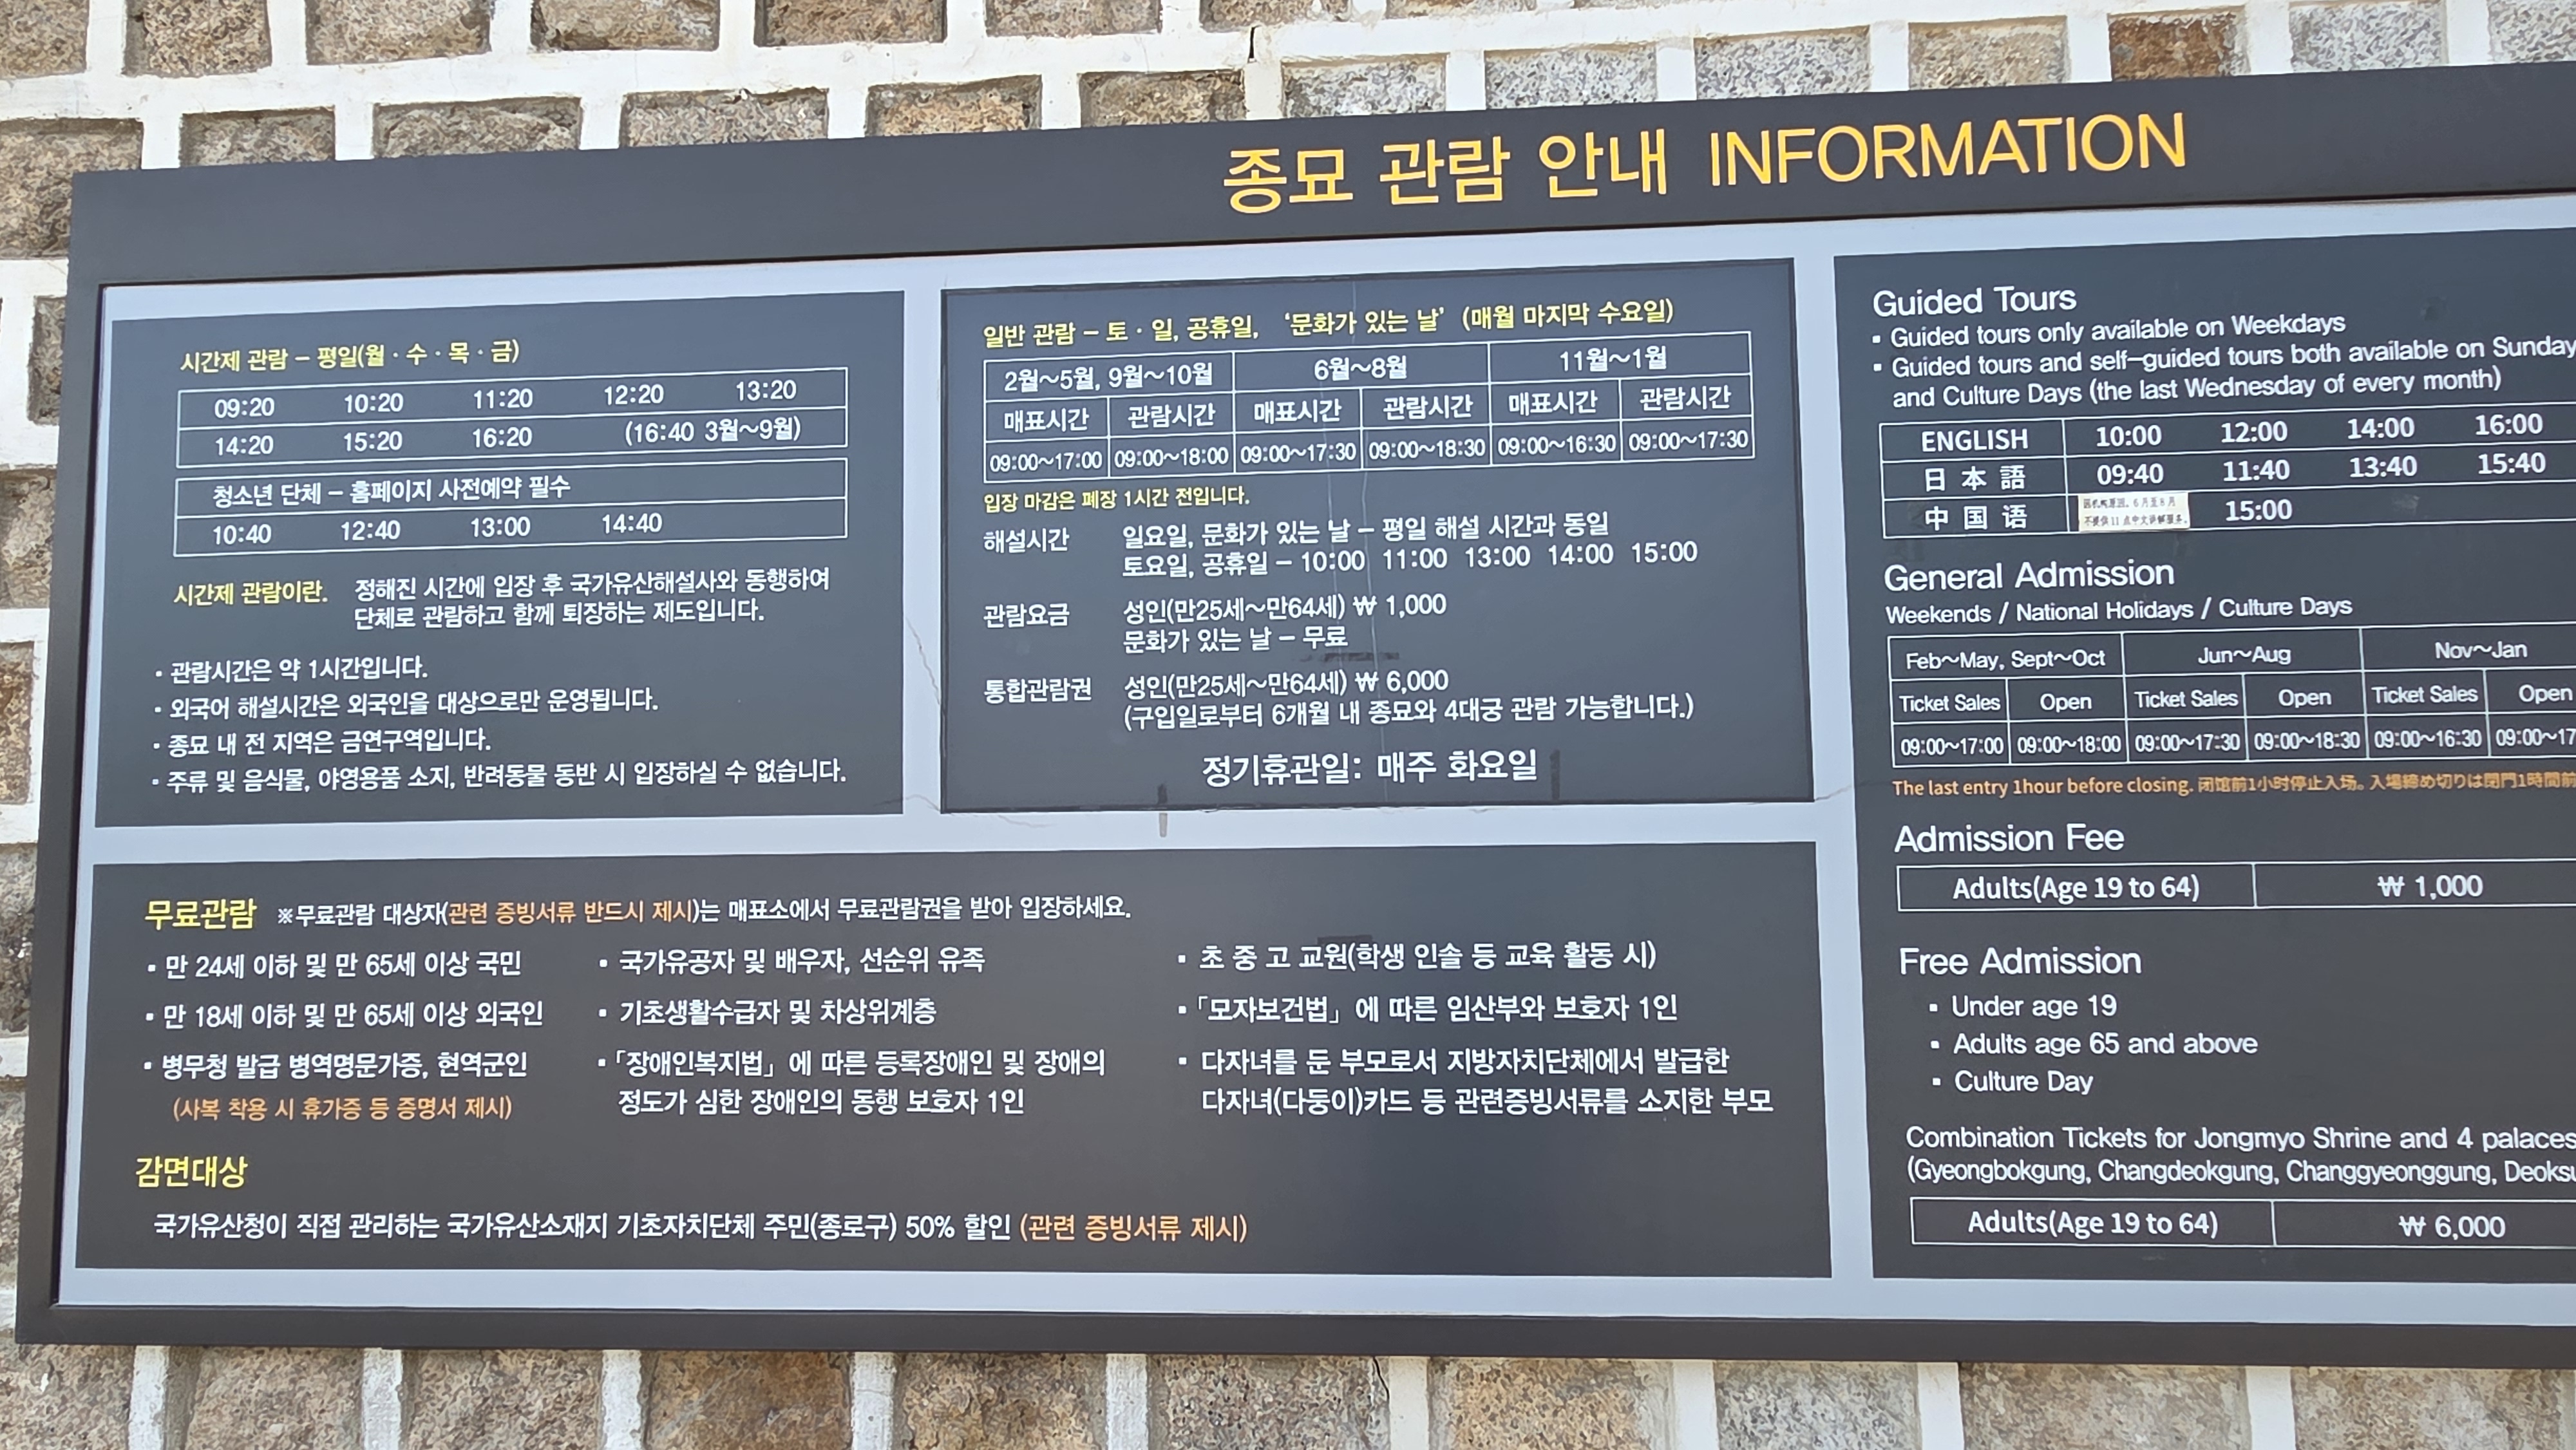 종묘 관람 안내 INFORMATION
시간제 관람 – 평일(월 · 수 · 목 · 금)
09:20 10:20 11:20 12:20 13:20
14:20 15:20 16:20 (16:40 3월~9월)
청소년 단체 – 홈페이지 사전예약 필수
10:40 12:40 13:00 14:40
시간제 관람이란. 정해진 시간에 입장 후 국가유산해설사와 동행하여
단체로 관람하고 함께 퇴장하는 제도입니다.
· 관람시간은 약 1시간입니다.
· 외국어 해설시간은 외국인을 대상으로만 운영됩니다.
· 종묘 내 전 지역은 금연구역입니다.
· 주류 및 음식물, 야영용품 소지, 반려동물 동반 시 입장하실 수 없습니다.
일반 관람 – 토 · 일, 공휴일, ‘문화가 있는 날’ (매월 마지막 수요일)
2월~5월, 9월~10월 6월~8월 11월~1월
매표시간 관람시간 매표시간 관람시간 매표시간 관람시간
09:00~17:00 09:00~18:00 09:00~17:30 09:00~18:30 09:00~16:30 09:00~17:30
입장 마감은 폐장 1시간 전입니다.
해설시간 일요일, 문화가 있는 날 – 평일 해설 시간과 동일
토요일, 공휴일 – 10:00 11:00 13:00 14:00 15:00
관람요금 성인(만25세~만64세) ₩ 1,000
문화가 있는 날 – 무료
통합관람권 성인(만25세~만64세) ₩ 6,000
(구입일로부터 6개월 내 종묘와 4대궁 관람 가능합니다.)
정기휴관일: 매주 화요일
무료관람 ※무료관람 대상자(관련 증빙서류 반드시 제시)는 매표소에서 무료관람권을 받아 입장하세요.
▪ 만 24세 이하 및 만 65세 이상 국민
▪ 만 18세 이하 및 만 65세 이상 외국인
▪ 병무청 발급 병역명문가증, 현역군인
(사복 착용 시 휴가증 등 증명서 제시)
▪ 국가유공자 및 배우자, 선순위 유족
▪ 기초생활수급자 및 차상위계층
▪「장애인복지법」에 따른 등록장애인 및 장애의
정도가 심한 장애인의 동행 보호자 1인
▪ 초 중 고 교원(학생 인솔 등 교육 활동 시)
▪「모자보건법」에 따른 임산부와 보호자 1인
▪ 다자녀를 둔 부모로서 지방자치단체에서 발급한
다자녀(다둥이)카드 등 관련증빙서류를 소지한 부모
감면대상
국가유산청이 직접 관리하는 국가유산소재지 기초자치단체 주민(종로구) 50% 할인 (관련 증빙서류 제시)
Guided Tours
▪ Guided tours only available on Weekdays
▪ Guided tours and self–guided tours both available on Sunday
and Culture Days (the last Wednesday of every month)
ENGLISH 10:00 12:00 14:00 16:00
日 本 語 09:40 11:40 13:40 15:40
中 国 语 15:00
General Admission
Weekends / National Holidays / Culture Days
Feb~May, Sept~Oct Jun~Aug Nov~Jan
Ticket Sales Open Ticket Sales Open Ticket Sales Open
09:00~17:00 09:00~18:00 09:00~17:30 09:00~18:30 09:00~16:30 09:00~17
The last entry 1hour before closing. 闭馆前1小时停止入场。入場締め切りは閉門1時間前
Admission Fee
Adults(Age 19 to 64) ₩ 1,000
Free Admission
▪ Under age 19
▪ Adults age 65 and above
▪ Culture Day
Combination Tickets for Jongmyo Shrine and 4 palaces
(Gyeongbokgung, Changdeokgung, Changgyeonggung, Deoksu
Adults(Age 19 to 64) ₩ 6,000